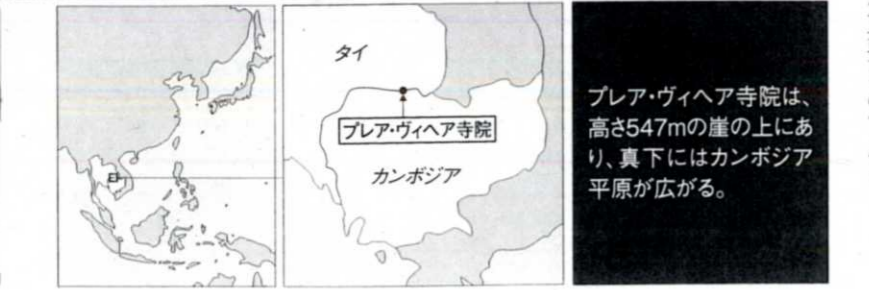 タイ
プレア・ヴィヘア寺院
カンボジア
プレア・ヴィヘア寺院は、
高さ547mの崖の上にあ
り、真下にはカンボジア
平原が広がる。